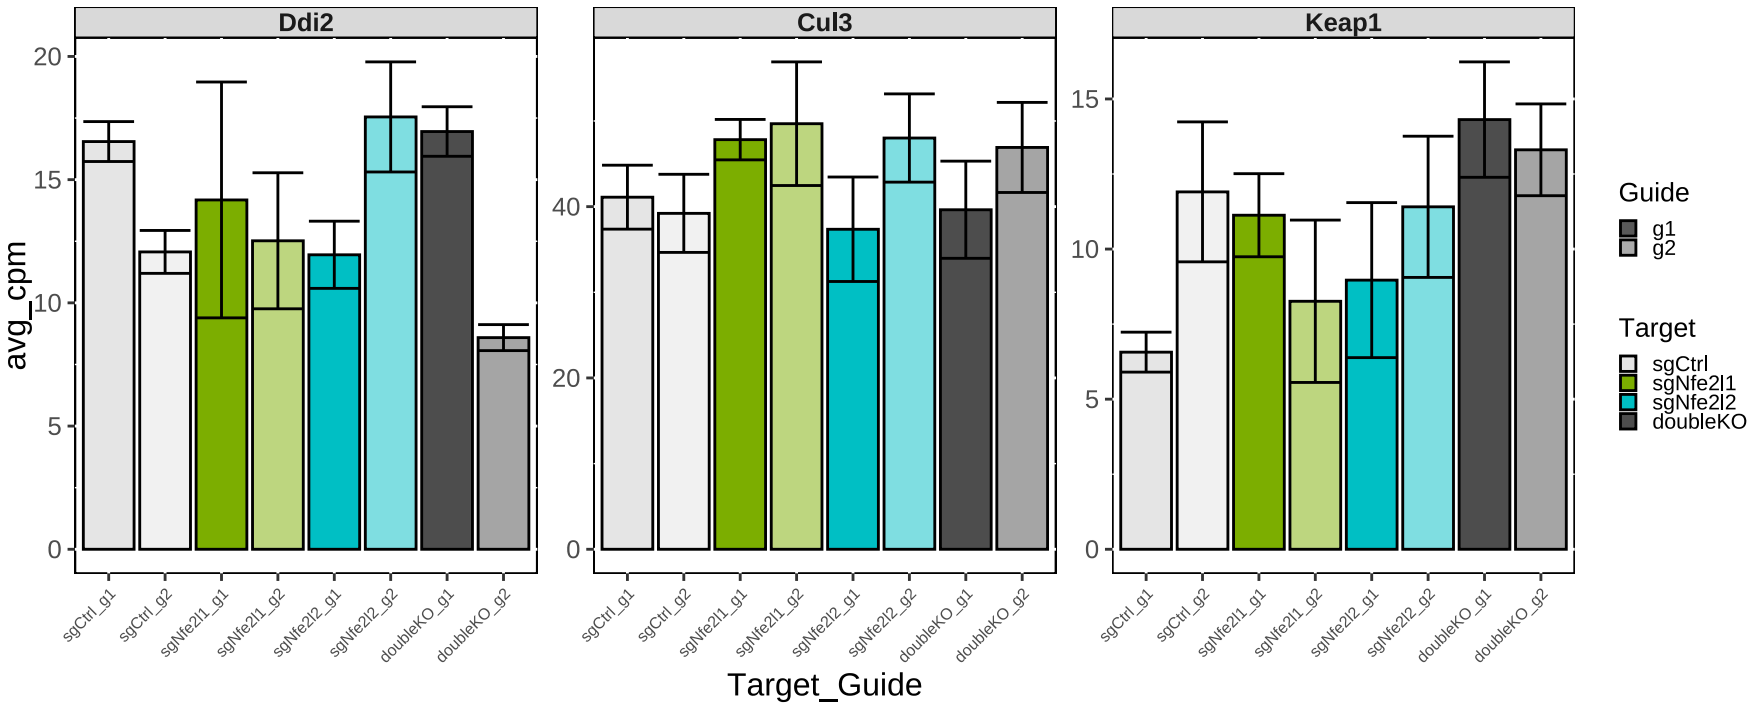 Ddi2
Cul3
Keap1
avg_cpm
20
15
10
5
0
40
20
0
15
10
5
0
sgCtrl_g1
sgCtrl_g2
sgNfe2l1_g1
sgNfe2l1_g2
sgNfe2l2_g1
sgNfe2l2_g2
doubleKO_g1
doubleKO_g2
sgCtrl_g1
sgCtrl_g2
sgNfe2l1_g1
sgNfe2l1_g2
sgNfe2l2_g1
sgNfe2l2_g2
doubleKO_g1
doubleKO_g2
sgCtrl_g1
sgCtrl_g2
sgNfe2l1_g1
sgNfe2l1_g2
sgNfe2l2_g1
sgNfe2l2_g2
doubleKO_g1
doubleKO_g2
Target_Guide
Guide
g1
g2
Target
sgCtrl
sgNfe2l1
sgNfe2l2
doubleKO